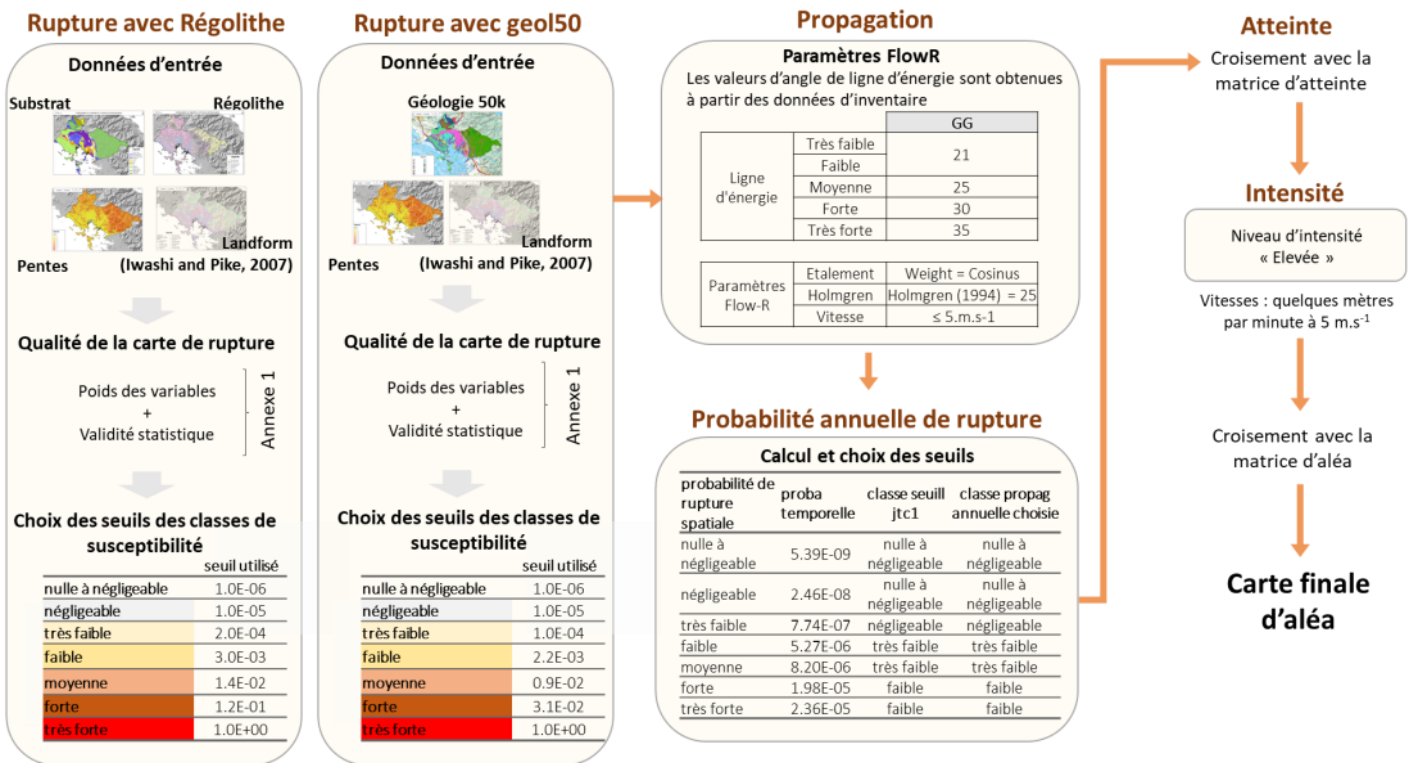 Rupture avec Régolithe
Données d'entrée
Substrat
Régolithe
Pentes
Landform
(Iwashi and Pike, 2007)
Qualité de la carte de rupture
Poids des variables
+
Validité statistique
Annexe 1
Choix des seuils des classes de
susceptibilité
seuil utilisé
nulle à négligeable 1.0E-06
négligeable 1.0E-05
très faible 2.0E-04
faible 3.0E-03
moyenne 1.4E-02
forte 1.2E-01
très forte 1.0E+00
Rupture avec geol50
Données d'entrée
Géologie 50k
Pentes
Landform
(Iwashi and Pike, 2007)
Qualité de la carte de rupture
Poids des variables
+
Validité statistique
Annexe 1
Choix des seuils des classes de
susceptibilité
seuil utilisé
nulle à négligeable 1.0E-06
négligeable 1.0E-05
très faible 1.0E-04
faible 2.2E-03
moyenne 0.9E-02
forte 3.1E-02
très forte 1.0E+00
Propagation
Paramètres FlowR
Les valeurs d'angle de ligne d'énergie sont obtenues
à partir des données d'inventaire
GG
Ligne
d'énergie
Très faible
Faible
21
Moyenne 25
Forte 30
Très forte 35
Paramètres
Flow-R
Etalement Weight = Cosinus
Holmgren Holmgren (1994) = 25
Vitesse ≤ 5.m.s-1
Probabilité annuelle de rupture
Calcul et choix des seuils
probabilité de
rupture
spatiale
proba
temporelle
classe seuill
jtc1
classe propag
annuelle choisie
nulle à
négligeable
5.39E-09
nulle à
négligeable
nulle à
négligeable
négligeable
2.46E-08
nulle à
négligeable
nulle à
négligeable
très faible 7.74E-07 négligeable négligeable
faible 5.27E-06 très faible très faible
moyenne 8.20E-06 très faible très faible
forte 1.98E-05 faible faible
très forte 2.36E-05 faible faible
Atteinte
Croisement avec la
matrice d'atteinte
Intensité
Niveau d'intensité
« Elevée »
Vitesses : quelques mètres
par minute à 5 m.s⁻¹
Croisement avec la
matrice d'aléa
Carte finale
d'aléa